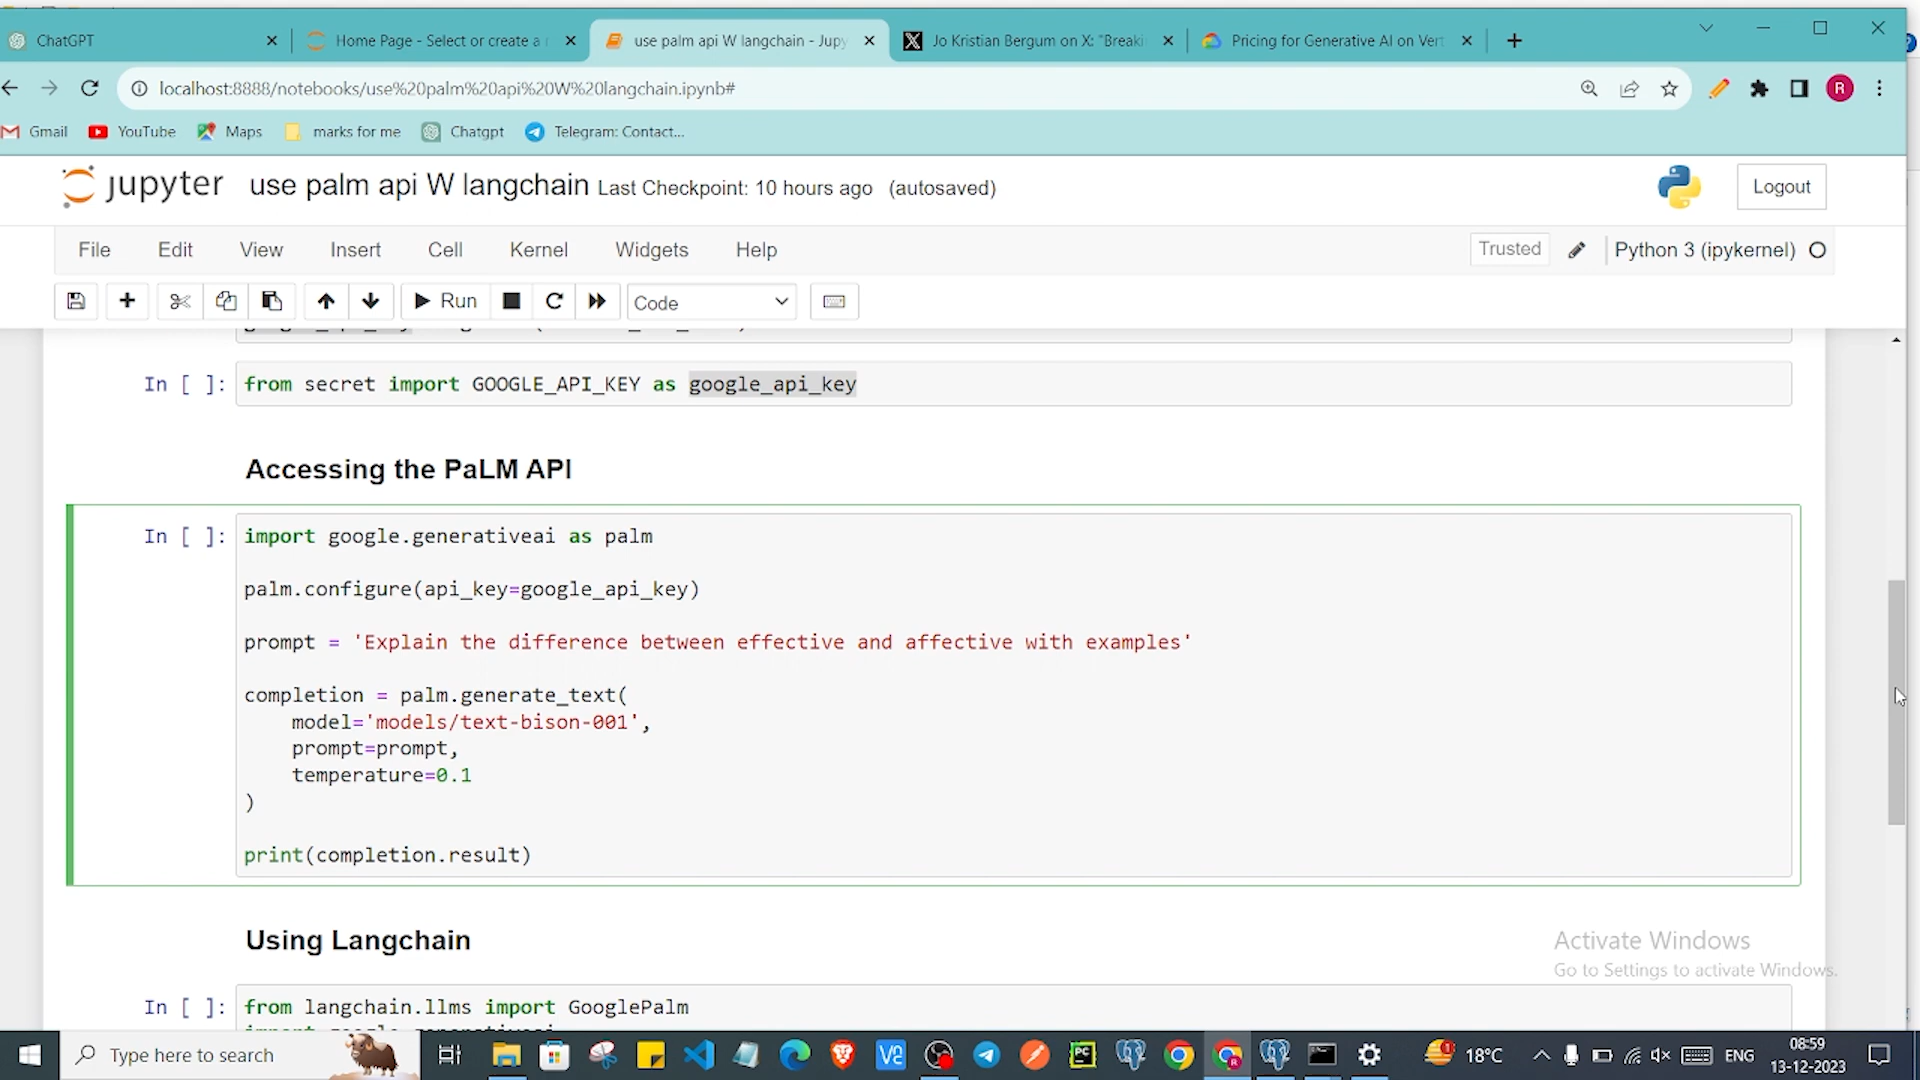 ChatGPT
Home Page - Select or create a
use palm api W langchain - Jupy
Jo Kristian Bergum on X: "Breaki
Pricing for Generative AI on Vert
localhost:8888/notebooks/use%20palm%20api%20W%20langchain.ipynb#
R
Gmail YouTube Maps marks for me Chatgpt Telegram: Contact...
jupyter use palm api W langchain Last Checkpoint: 10 hours ago (autosaved)
Logout
File Edit View Insert Cell Kernel Widgets Help
Trusted Python 3 (ipykernel)
Run Code
In [ ]: from secret import GOOGLE_API_KEY as google_api_key
Accessing the PaLM API
In [ ]: import google.generativeai as palm
palm.configure(api_key=google_api_key)
prompt = 'Explain the difference between effective and affective with examples'
completion = palm.generate_text(
model='models/text-bison-001',
prompt=prompt,
temperature=0.1
)
print(completion.result)
Using Langchain
In [ ]: from langchain.llms import GooglePalm
Activate Windows
Go to Settings to activate Windows.
Type here to search
18°C
ENG
08:59
13-12-2023